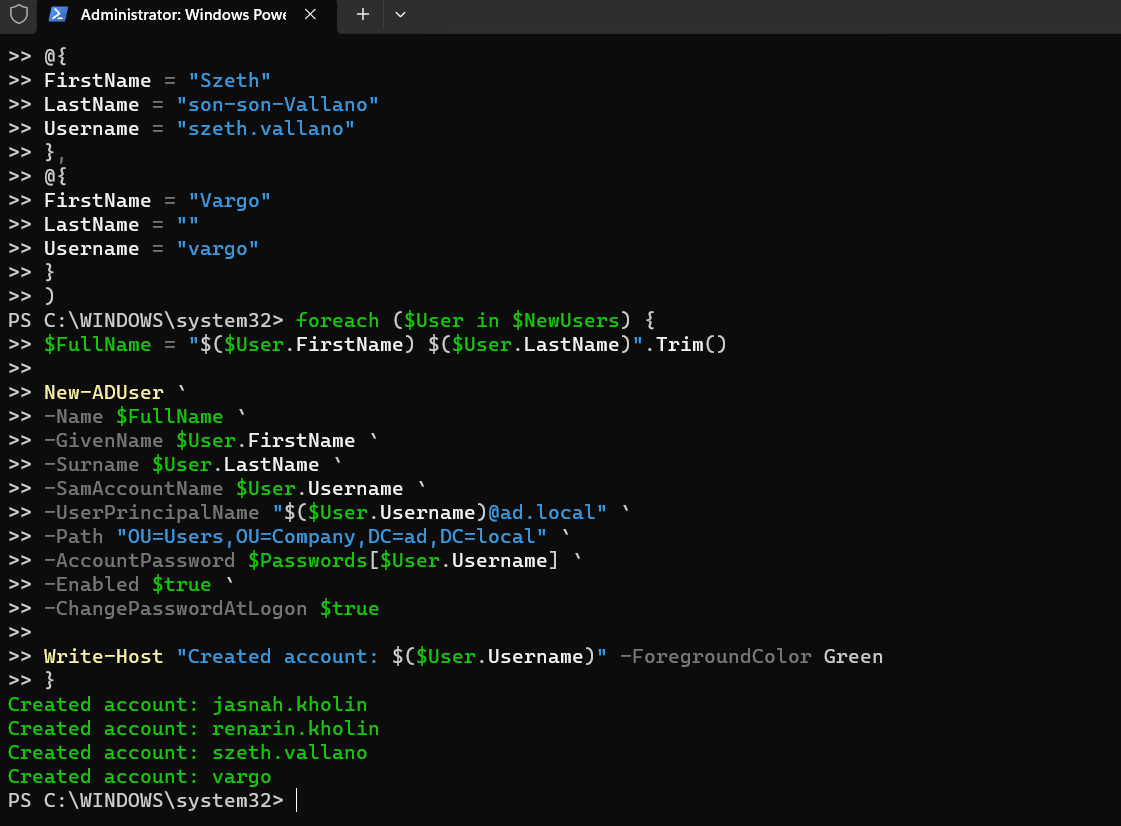 Administrator: Windows Powe
>> @{
>> FirstName = "Szeth"
>> LastName = "son-son-Vallano"
>> Username = "szeth.vallano"
>> },
>> @{
>> FirstName = "Vargo"
>> LastName = ""
>> Username = "vargo"
>> }
>> )
PS C:\WINDOWS\system32> foreach ($User in $NewUsers) {
>> $FullName = "$($User.FirstName) $($User.LastName)".Trim()
>>
>> New-ADUser `
>> -Name $FullName `
>> -GivenName $User.FirstName `
>> -Surname $User.LastName `
>> -SamAccountName $User.Username `
>> -UserPrincipalName "$($User.Username)@ad.local" `
>> -Path "OU=Users,OU=Company,DC=ad,DC=local" `
>> -AccountPassword $Passwords[$User.Username] `
>> -Enabled $true `
>> -ChangePasswordAtLogon $true
>>
>> Write-Host "Created account: $($User.Username)" -ForegroundColor Green
>> }
Created account: jasnah.kholin
Created account: renarin.kholin
Created account: szeth.vallano
Created account: vargo
PS C:\WINDOWS\system32>